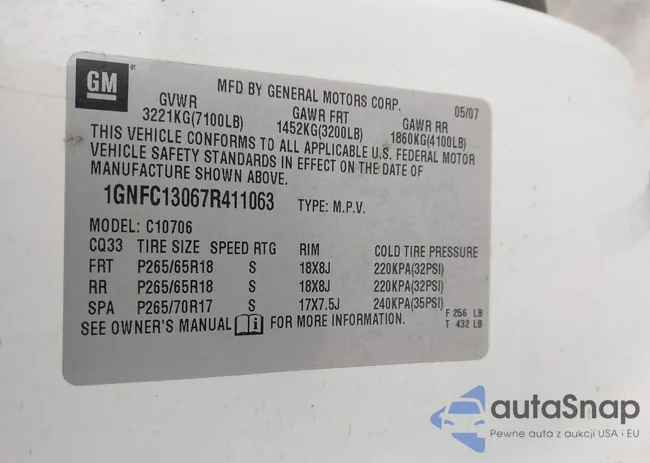 GM
MFD BY GENERAL MOTORS CORP. 05/07
GVWR GAWR FRT GAWR RR
3221KG(7100LB) 1452KG(3200LB) 1860KG(4100LB)
THIS VEHICLE CONFORMS TO ALL APPLICABLE U.S. FEDERAL MOTOR
VEHICLE SAFETY STANDARDS IN EFFECT ON THE DATE OF
MANUFACTURE SHOWN ABOVE.
1GNFC13067R411063 TYPE: M.P.V.
MODEL: C10706
CQ33 TIRE SIZE SPEED RTG RIM COLD TIRE PRESSURE
FRT P265/65R18 S 18X8J 220KPA(32PSI)
RR P265/65R18 S 18X8J 220KPA(32PSI)
SPA P265/70R17 S 17X7.5J 240KPA(35PSI)
F 256 LB
T 432 LB
SEE OWNER'S MANUAL i FOR MORE INFORMATION.
autaSnap
Pewne auta z aukcji USA i EU